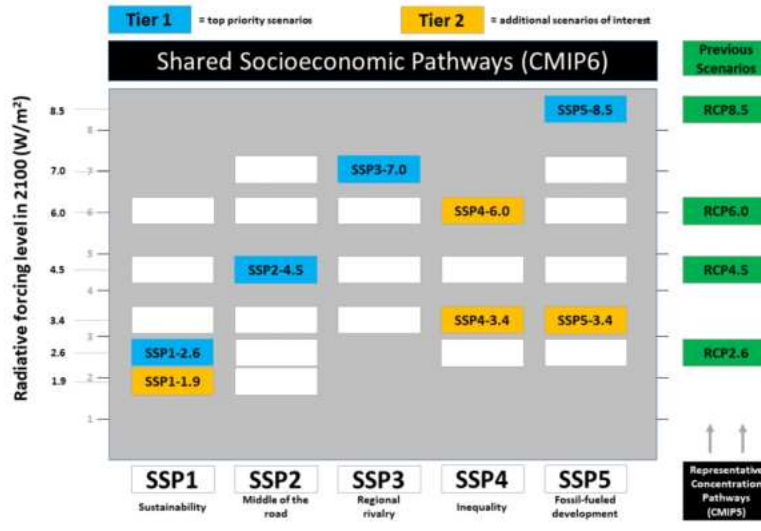 Tier 1 = top priority scenarios
Tier 2 = additional scenarios of interest
Shared Socioeconomic Pathways (CMIP6)
Previous
Scenarios
Radiative forcing level in 2100 (W/m²)
8.5
SSP5-8.5
RCP8.5
8
7.0
7
SSP3-7.0
6.0
6
SSP4-6.0
RCP6.0
5
4.5
SSP2-4.5
RCP4.5
4
3.4
SSP4-3.4
SSP5-3.4
3
2.6
SSP1-2.6
RCP2.6
1.9
2
SSP1-1.9
1
SSP1
SSP2
SSP3
SSP4
SSP5
Sustainability
Middle of the
road
Regional
rivalry
Inequality
Fossil-fueled
development
Representative
Concentration
Pathways
(CMIP5)